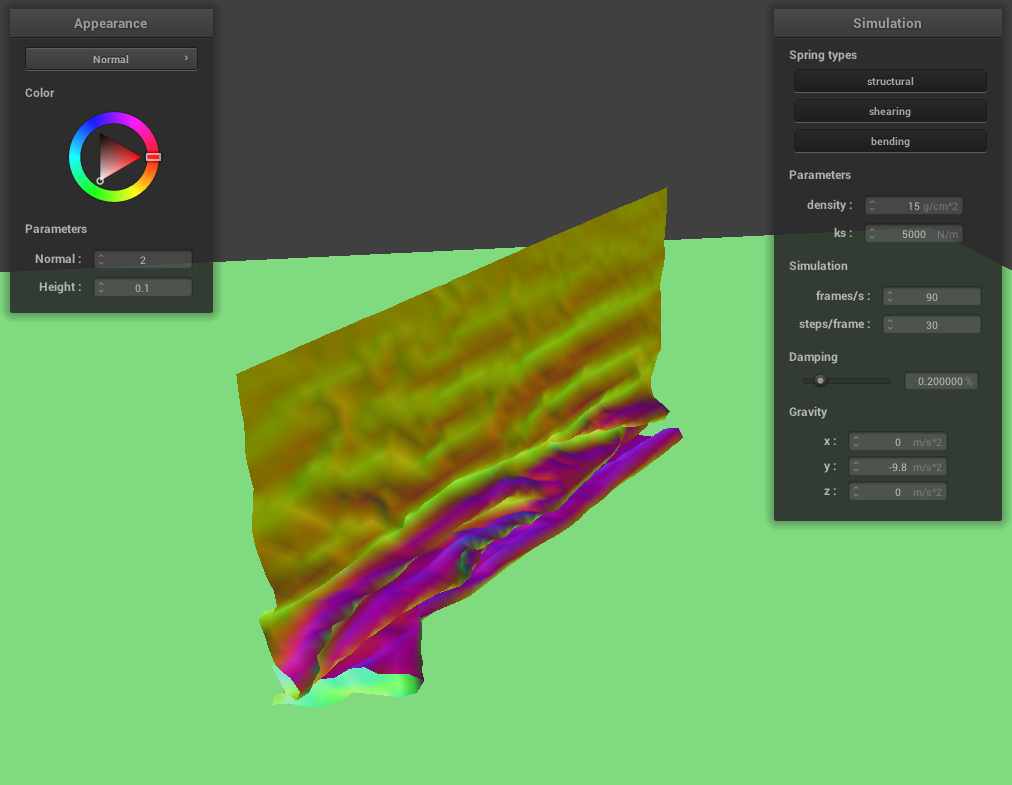 Appearance
Normal
Color
Parameters
Normal : 2
Height : 0.1
Simulation
Spring types
structural
shearing
bending
Parameters
density : 15 g/cm^2
ks : 5000 N/m
Simulation
frames/s : 90
steps/frame : 30
Damping
0.200000 %
Gravity
x : 0 m/s^2
y : -9.8 m/s^2
z : 0 m/s^2